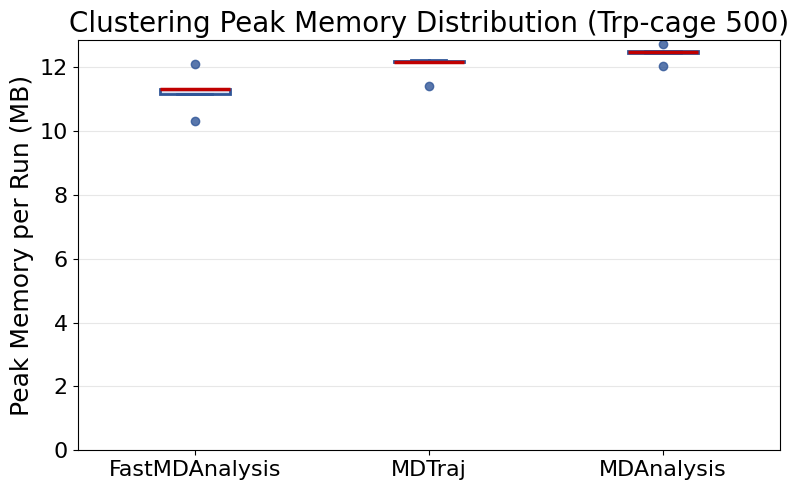 Clustering Peak Memory Distribution (Trp-cage 500)
Peak Memory per Run (MB)
12
10
8
6
4
2
0
FastMDAnalysis MDTraj MDAnalysis